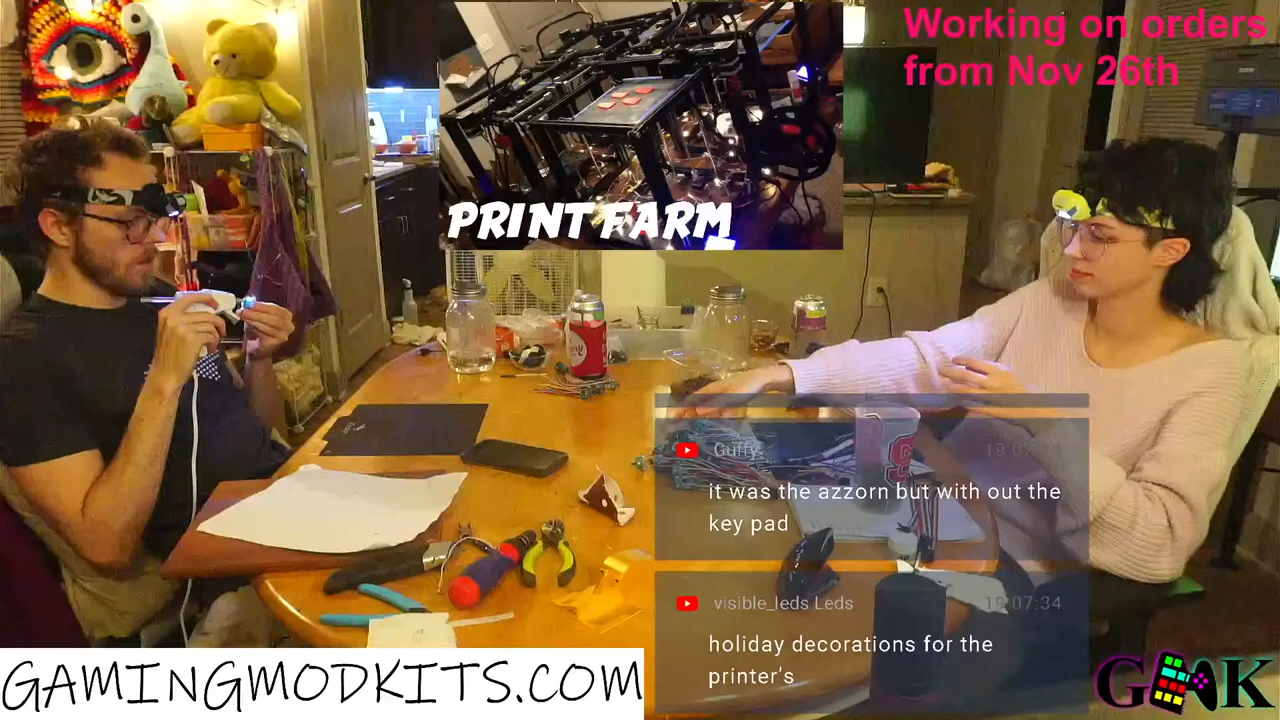 Working on orders
from Nov 26th
PRINT FARM
Guffy
it was the azzorn but with out the
key pad
visible_leds Leds
19:07:34
holiday decorations for the
printer's
GAMINGMODKITS.COM
G K